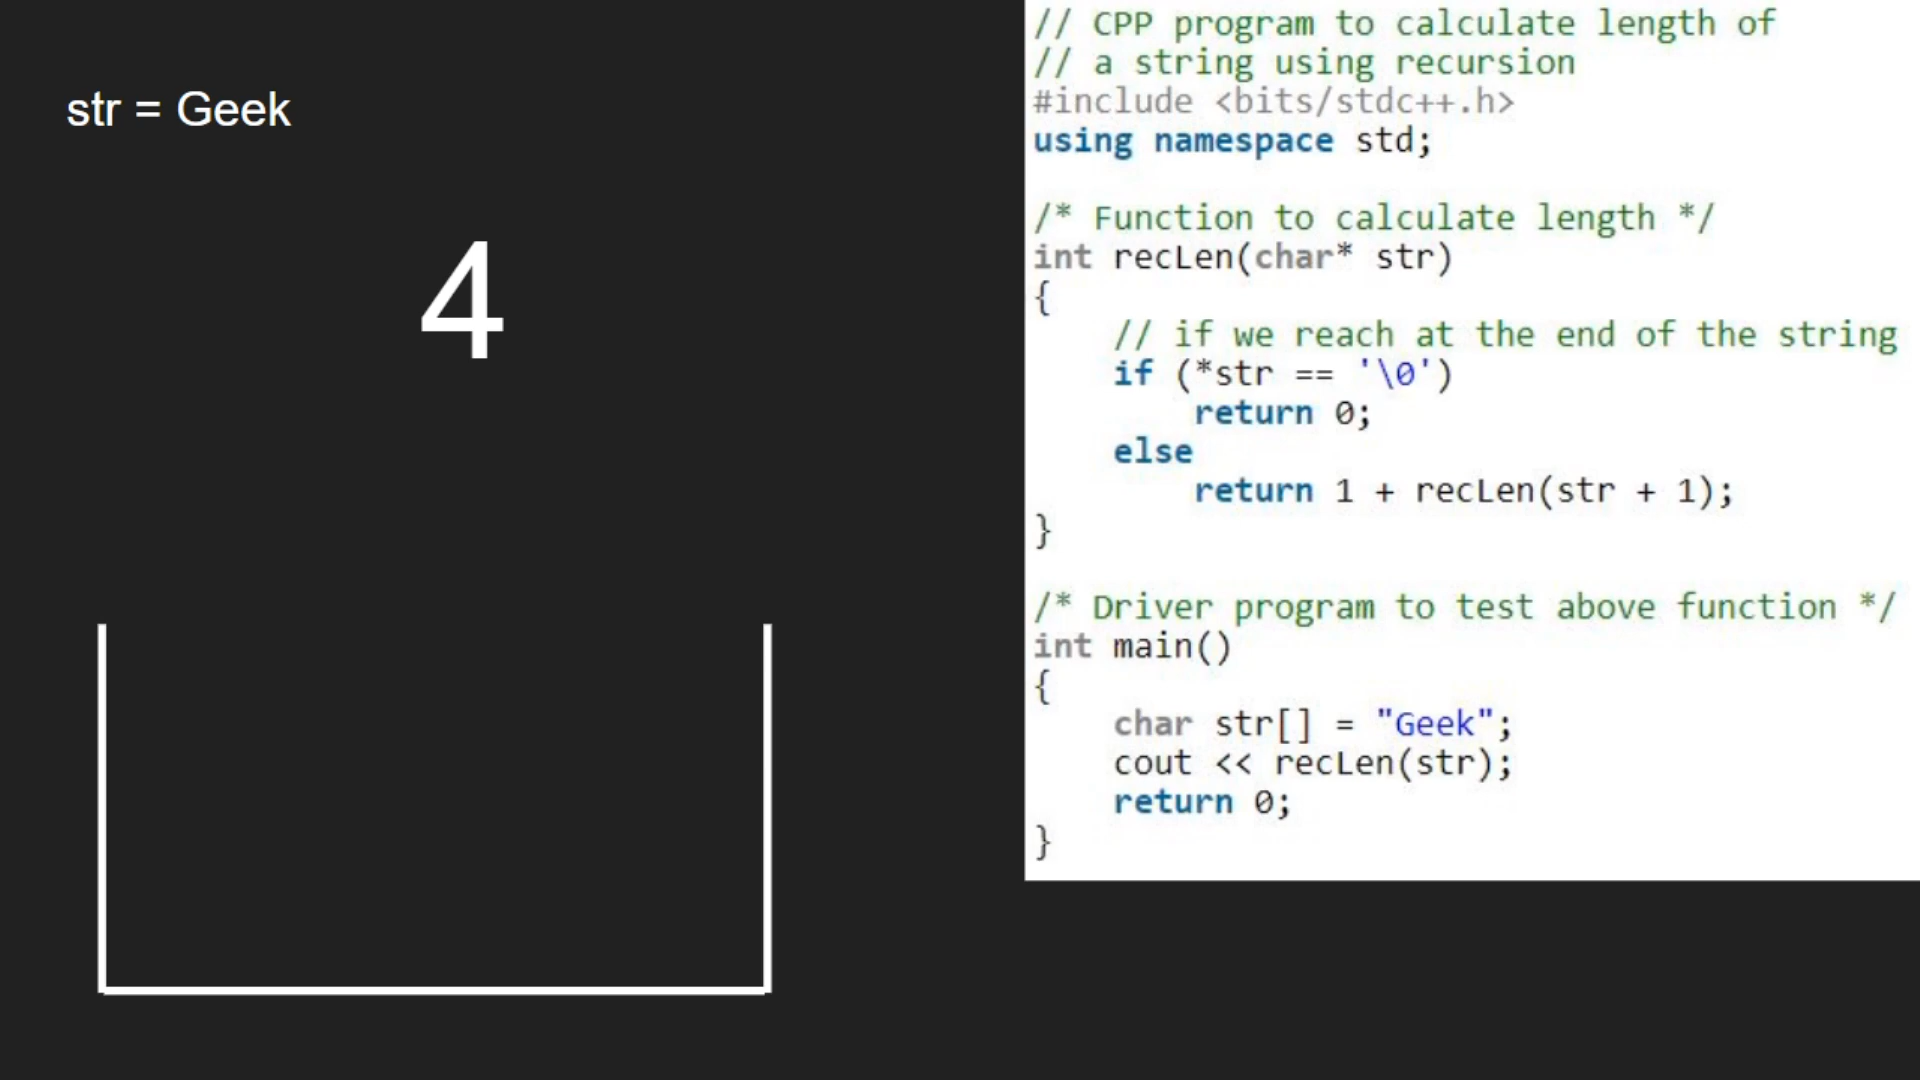 str = Geek
4
// CPP program to calculate length of
// a string using recursion
#include <bits/stdc++.h>
using namespace std;
/* Function to calculate length */
int recLen(char* str)
{
    // if we reach at the end of the string
    if (*str == '\0')
        return 0;
    else
        return 1 + recLen(str + 1);
}
/* Driver program to test above function */
int main()
{
    char str[] = "Geek";
    cout << recLen(str);
    return 0;
}